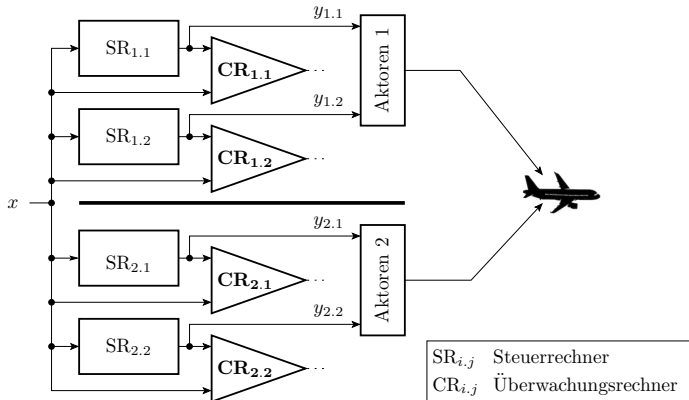 y₁.₁
SR₁.₁
CR₁.₁ ...
Aktoren 1
y₁.₂
SR₁.₂
CR₁.₂ ...
x
y₂.₁
SR₂.₁
CR₂.₁ ...
Aktoren 2
y₂.₂
SR₂.₂
CR₂.₂ ...
SRᵢ.ⱼ Steuerrechner
CRᵢ.ⱼ Überwachungsrechner